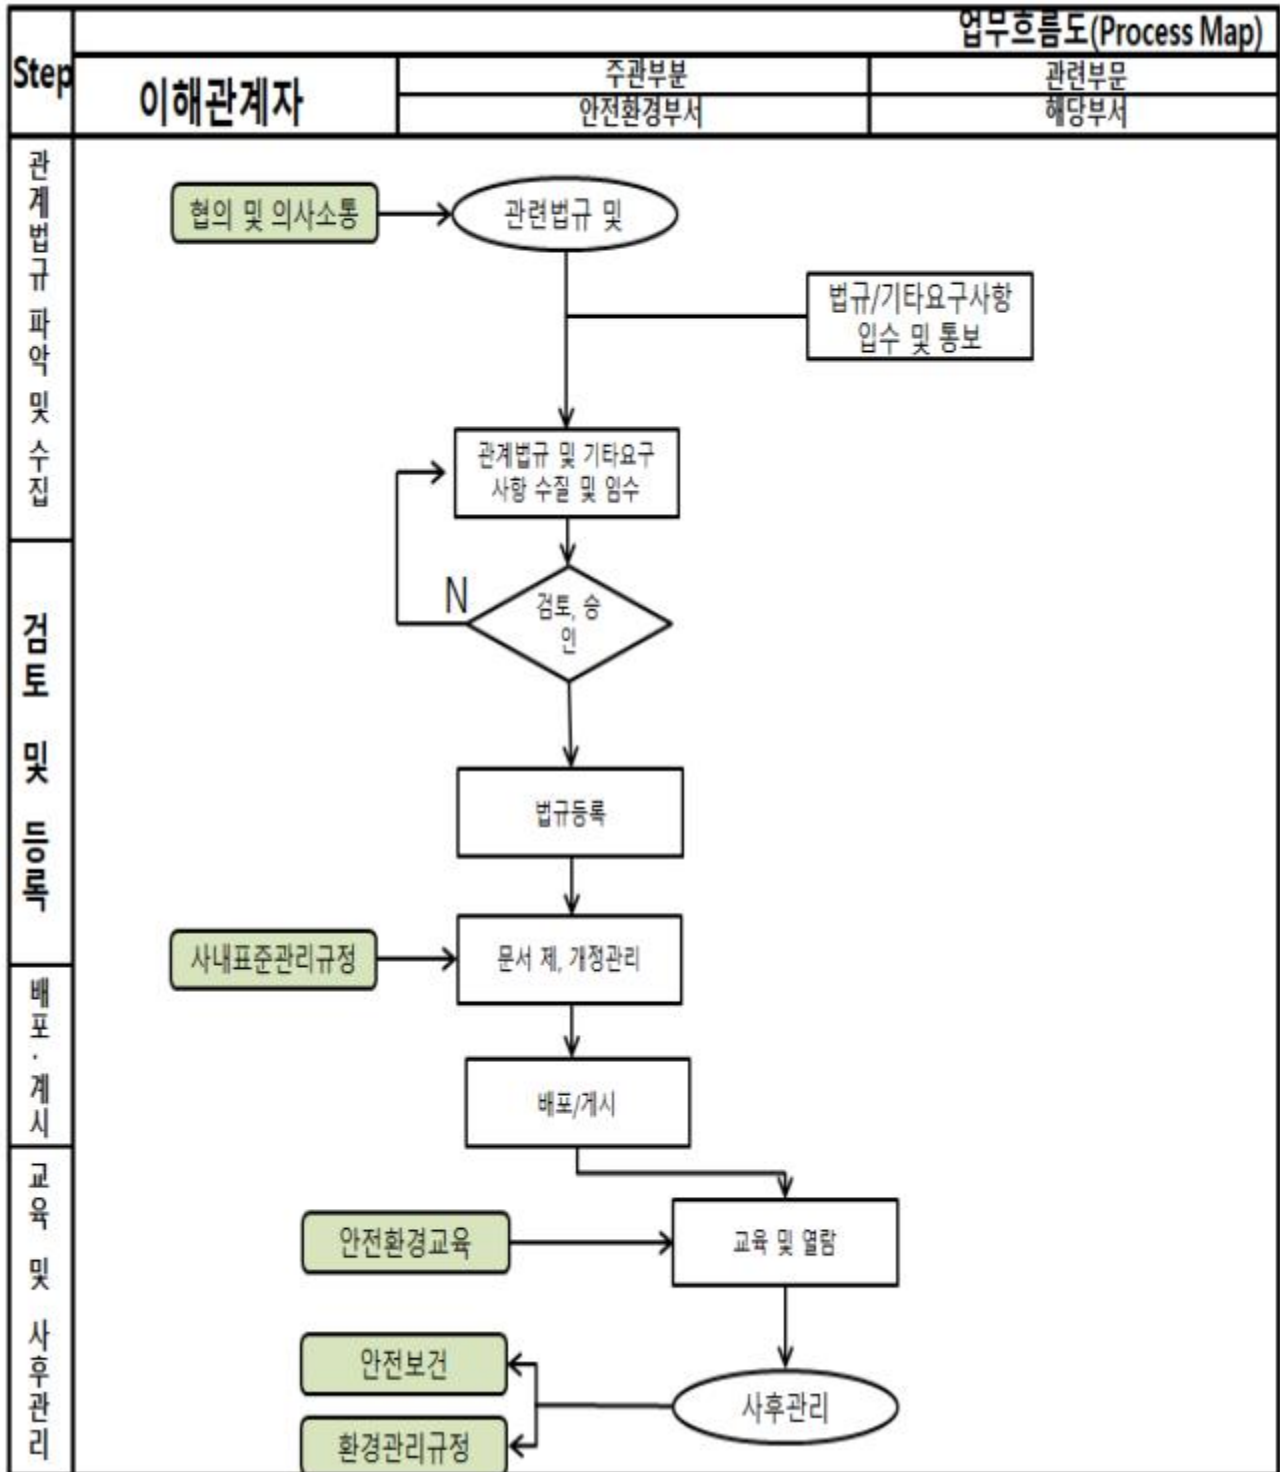 업무흐름도(Process Map)
Step
이해관계자
주관부분
관련부문
안전환경부서
해당부서
관계법규 파악 및 수집
협의 및 의사소통
관련법규 및
법규/기타요구사항
입수 및 통보
관계법규 및 기타요구
사항 수질 및 임수
검토 및 등록
N
검토, 승
인
법규등록
사내표준관리규정
문서 제, 개정관리
배포·계시
배포/게시
교육 및 사후관리
안전환경교육
교육 및 열람
안전보건
사후관리
환경관리규정